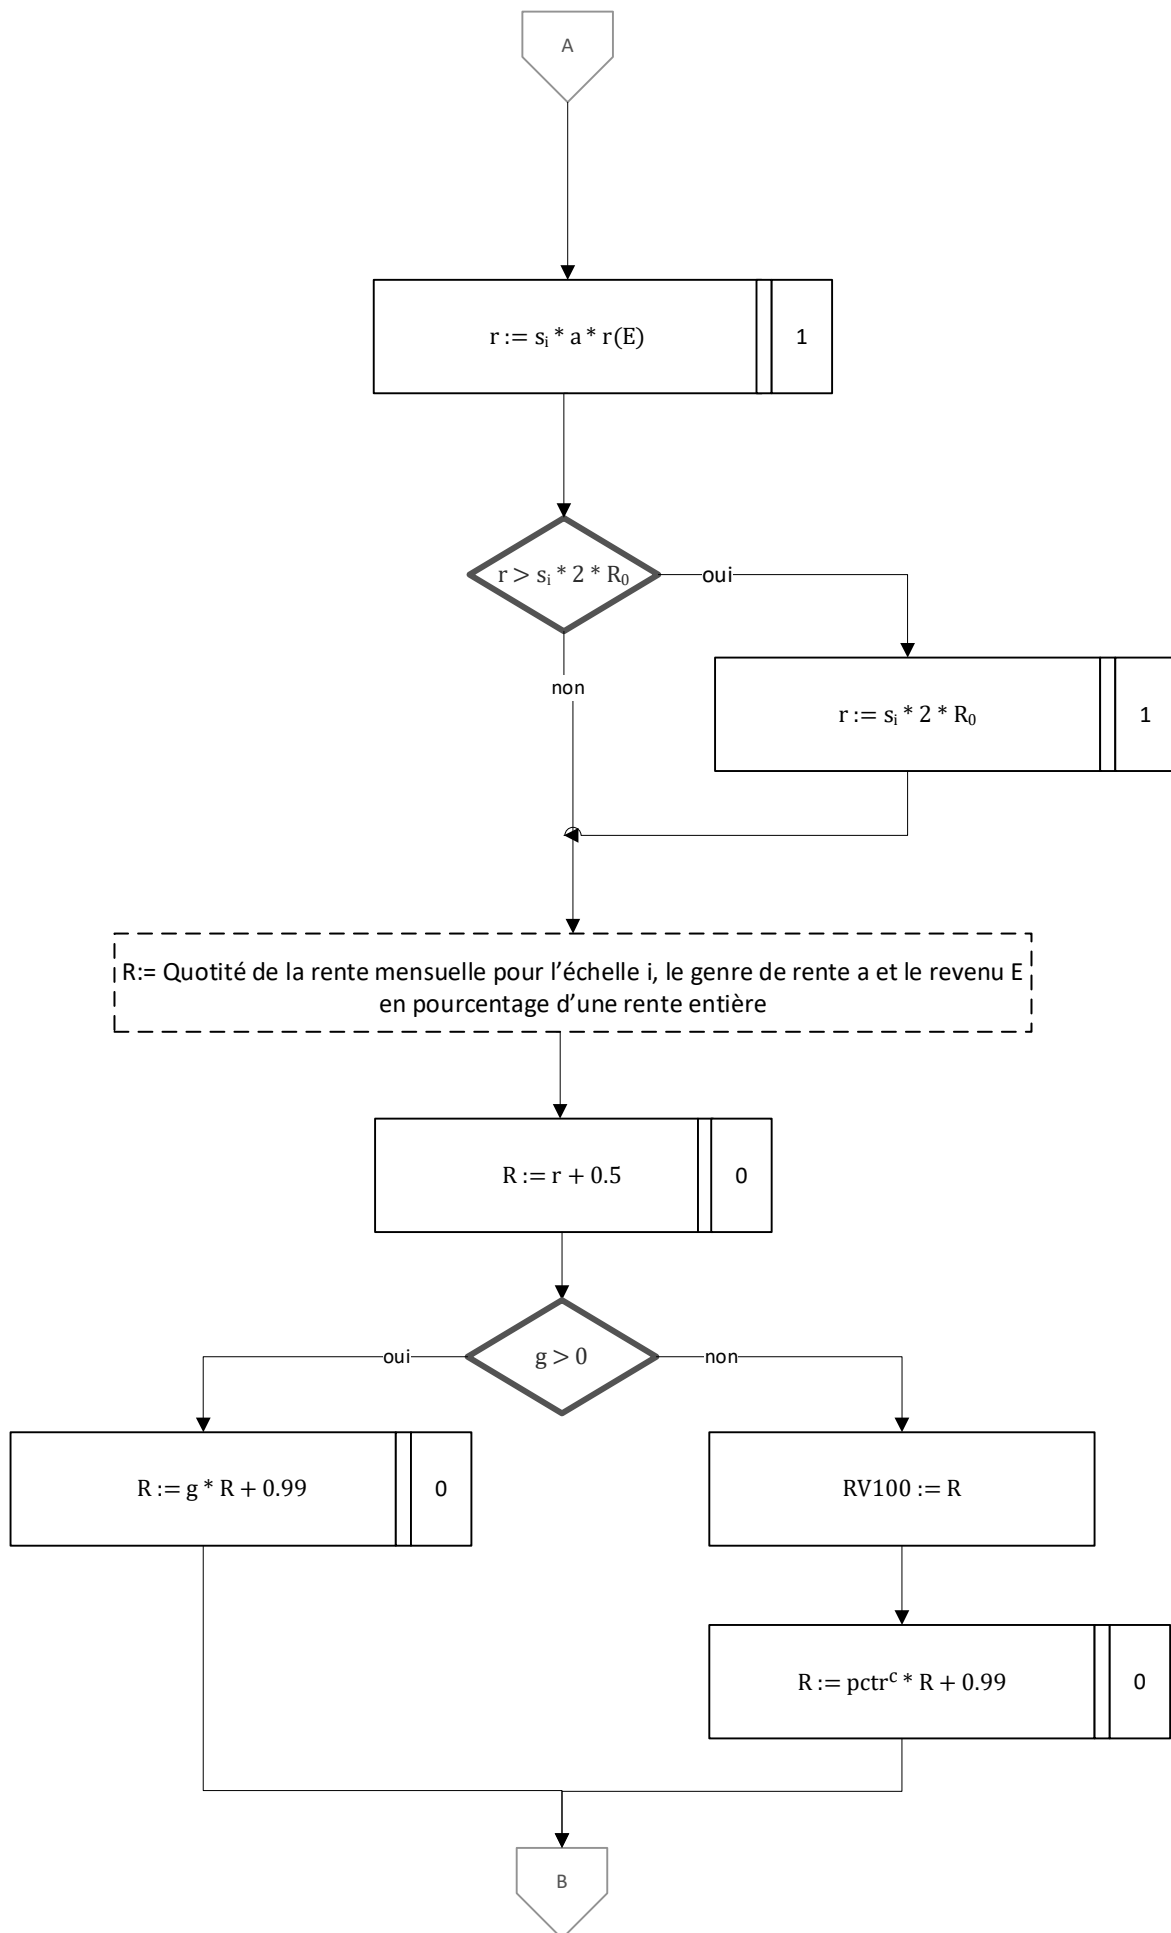 A
r := sᵢ * a * r(E)
1
r > sᵢ * 2 * R₀
oui
non
r := sᵢ * 2 * R₀
1
R:= Quotité de la rente mensuelle pour l’échelle i, le genre de rente a et le revenu E
en pourcentage d’une rente entière
R := r + 0.5
0
g > 0
oui
non
R := g * R + 0.99
0
RV100 := R
R := pctrᶜ * R + 0.99
0
B